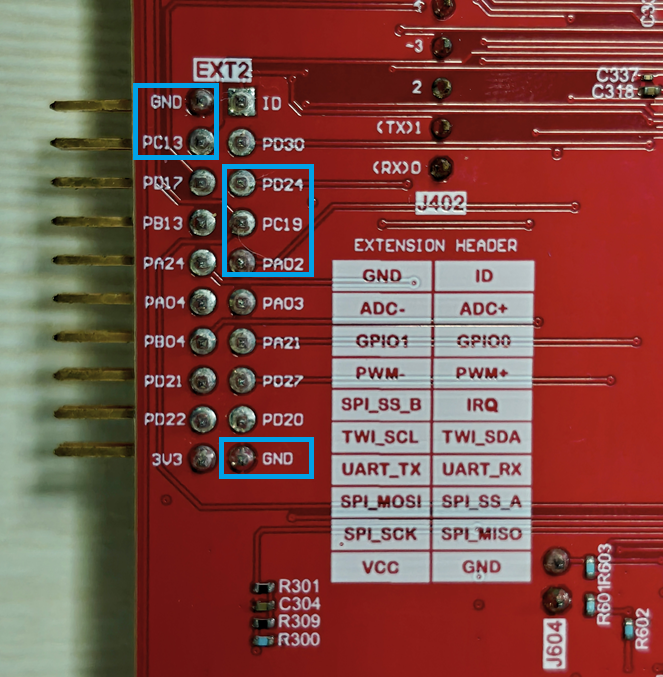 4
~3
2
(TX)1
(RX)0
J402
C337
C318
EXT2
GND ID
PC13 PD30
PD17 PD24
PB13 PC19
PA24 PA02
PA04 PA03
PB04 PA21
PD21 PD27
PD22 PD20
3V3 GND
EXTENSION HEADER
GND ID
ADC- ADC+
GPIO1 GPIO0
PWM- PWM+
SPI_SS_B IRQ
TWI_SCL TWI_SDA
UART_TX UART_RX
SPI_MOSI SPI_SS_A
SPI_SCK SPI_MISO
VCC GND
R301
C304
R309
R300
J604
R603
R601
R602